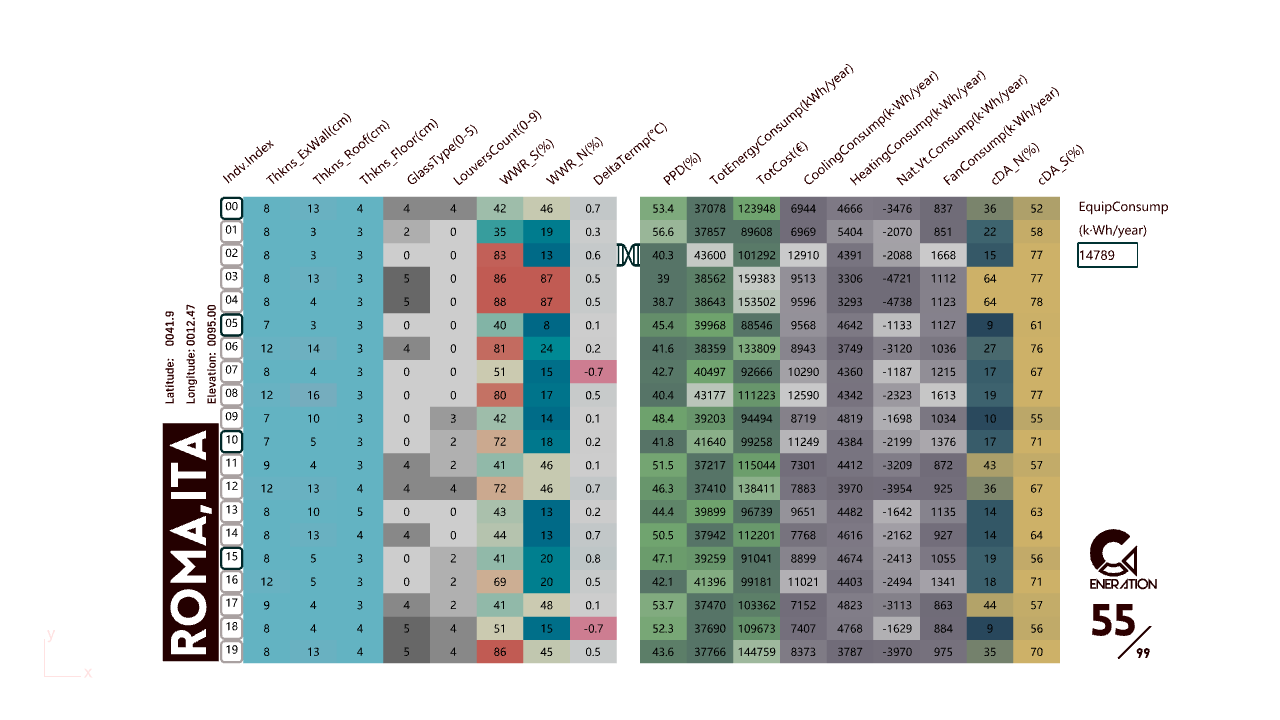 Indv.Index Thkns_ExWall(cm) Thkns_Roof(cm) Thkns_Floor(cm) GlassType(0-5) LouversCount(0-9) WWR_S(%) WWR_N(%) DeltaTermp(°C) PPD(%) TotEnergyConsump(kWh/year) TotCost(€) CoolingConsump(k·Wh/year) HeatingConsump(k·Wh/year) Nat.Vt.Consump(k·Wh/year) FanConsump(k·Wh/year) cDA_N(%) cDA_S(%)
00 8 13 4 4 4 42 46 0.7 53.4 37078 123948 6944 4666 -3476 837 36 52
01 8 3 3 2 0 35 19 0.3 56.6 37857 89608 6969 5404 -2070 851 22 58
02 8 3 3 0 0 83 13 0.6 40.3 43600 101292 12910 4391 -2088 1668 15 77
03 8 13 3 5 0 86 87 0.5 39 38562 159383 9513 3306 -4721 1112 64 77
04 8 4 3 5 0 88 87 0.5 38.7 38643 153502 9596 3293 -4738 1123 64 78
05 7 3 3 0 0 40 8 0.1 45.4 39968 88546 9568 4642 -1133 1127 9 61
06 12 14 3 4 0 81 24 0.2 41.6 38359 133809 8943 3749 -3120 1036 27 76
07 8 4 3 0 0 51 15 -0.7 42.7 40497 92666 10290 4360 -1187 1215 17 67
08 12 16 3 0 0 80 17 0.5 40.4 43177 111223 12590 4342 -2323 1613 19 77
09 7 10 3 0 3 42 14 0.1 48.4 39203 94494 8719 4819 -1698 1034 10 55
10 7 5 3 0 2 72 18 0.2 41.8 41640 99258 11249 4384 -2199 1376 17 71
11 9 4 3 4 2 41 46 0.1 51.5 37217 115044 7301 4412 -3209 872 43 57
12 12 13 4 4 4 72 46 0.7 46.3 37410 138411 7883 3970 -3954 925 36 67
13 8 10 5 0 0 43 13 0.2 44.4 39899 96739 9651 4482 -1642 1135 14 63
14 8 13 4 4 0 44 13 0.7 50.5 37942 112201 7768 4616 -2162 927 14 64
15 8 5 3 0 2 41 20 0.8 47.1 39259 91041 8899 4674 -2413 1055 19 56
16 12 5 3 0 2 69 20 0.5 42.1 41396 99181 11021 4403 -2494 1341 18 71
17 9 4 3 4 2 41 48 0.1 53.7 37470 103362 7152 4823 -3113 863 44 57
18 8 4 4 5 4 51 15 -0.7 52.3 37690 109673 7407 4768 -1629 884 9 56
19 8 13 4 5 4 86 45 0.5 43.6 37766 144759 8373 3787 -3970 975 35 70
EquipConsump
(k·Wh/year)
14789
Latitude: 0041.9
Longitude: 0012.47
Elevation: 0095.00
ROMA,ITA
GENERATION
55/99
y
x